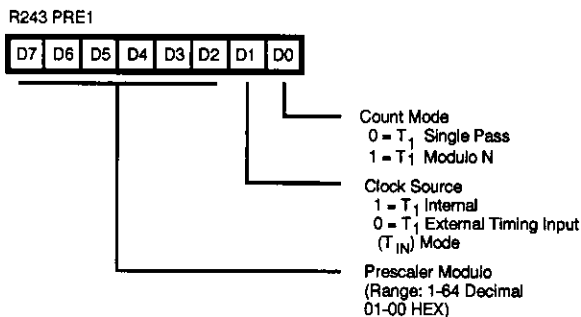 R243 PRE1
D7 D6 D5 D4 D3 D2 D1 D0
Count Mode
0 = T1 Single Pass
1 = T1 Modulo N
Clock Source
1 = T1 Internal
0 = T1 External Timing Input
(TIN) Mode
Prescaler Modulo
(Range: 1-64 Decimal
01-00 HEX)